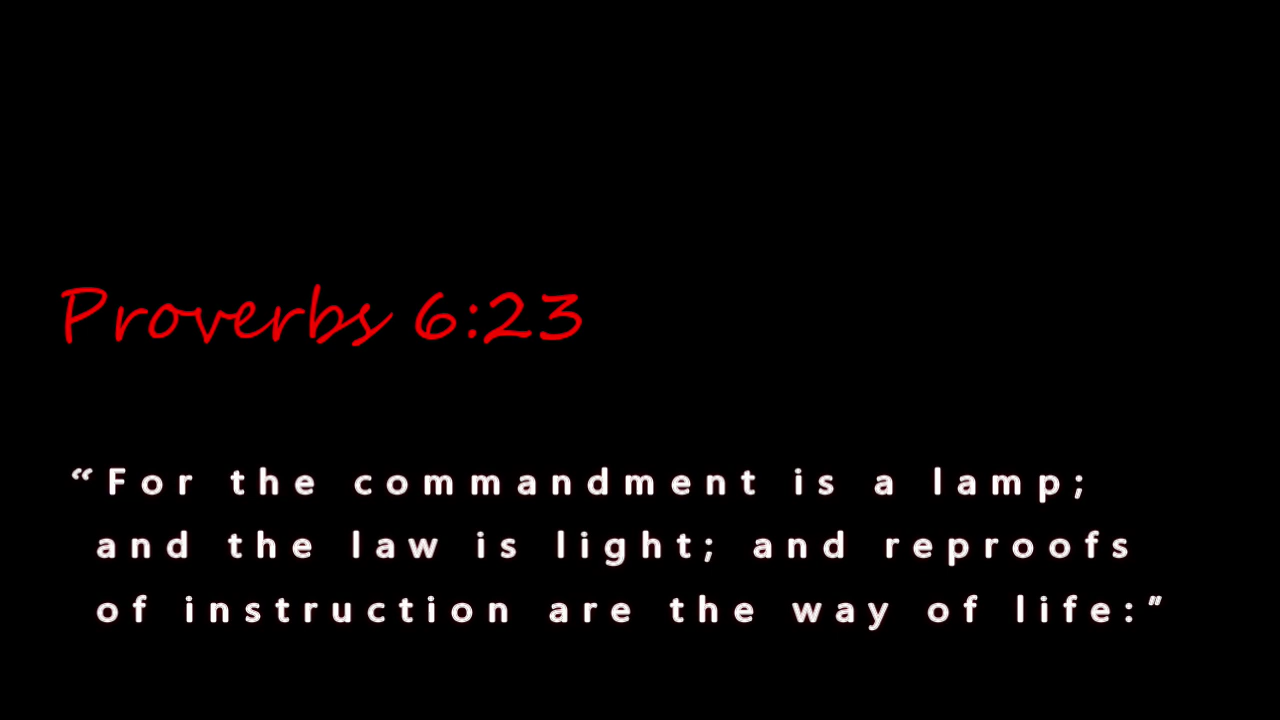 Proverbs 6:23
“For the commandment is a lamp;
and the law is light; and reproofs
of instruction are the way of life:”